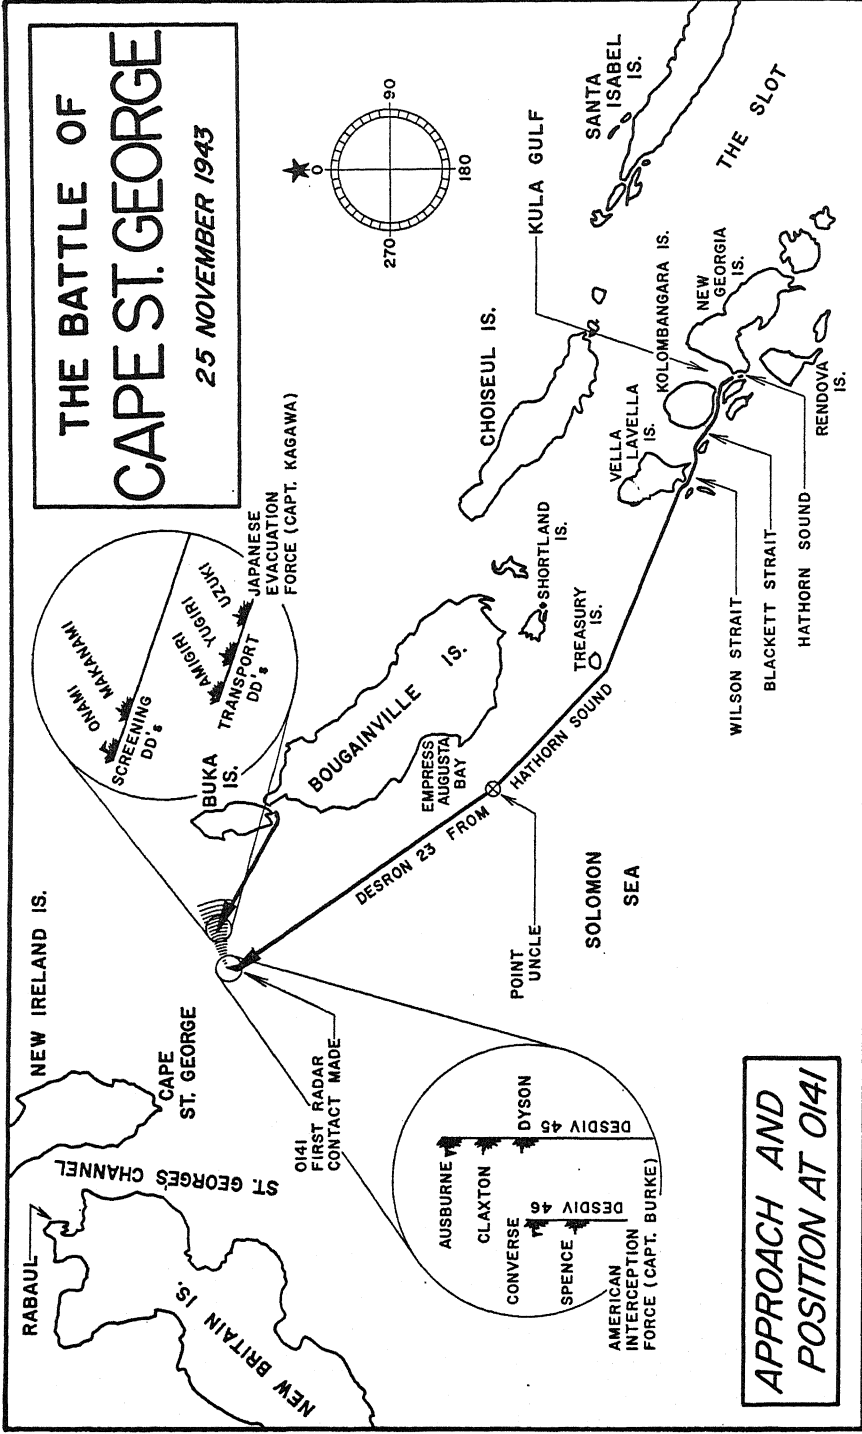 THE BATTLE OF
CAPE ST. GEORGE
25 NOVEMBER 1943
0
90
180
270
RABAUL
NEW IRELAND IS.
ST. GEORGE'S CHANNEL
CAPE
ST. GEORGE
NEW BRITAIN IS.
0141
FIRST RADAR
CONTACT MADE
BUKA
IS.
ONAMI
MAKANAMI
SCREENING
DD's
AMIGIRI
YUGIRI
UZUKI
TRANSPORT
DD's
JAPANESE
EVACUATION
FORCE (CAPT. KAGAWA)
BOUGAINVILLE
IS.
EMPRESS
AUGUSTA
BAY
SHORTLAND
IS.
TREASURY
IS.
CHOISEUL IS.
KULA GULF
SANTA
ISABEL
IS.
THE SLOT
VELLA
LAVELLA
IS.
KOLOMBANGARA IS.
NEW
GEORGIA
IS.
RENDOVA
IS.
WILSON STRAIT
BLACKETT STRAIT
HATHORN SOUND
DESRON 23 FROM
HATHORN SOUND
POINT
UNCLE
SOLOMON
SEA
AUSBURNE
CLAXTON
DYSON
DESDIV 45
CONVERSE
SPENCE
DESDIV 46
AMERICAN
INTERCEPTION
FORCE (CAPT. BURKE)
APPROACH AND
POSITION AT 0141